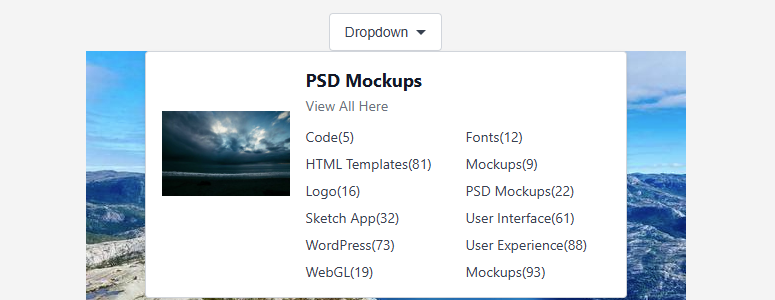 Dropdown
PSD Mockups
View All Here
Code(5)
Fonts(12)
HTML Templates(81)
Mockups(9)
Logo(16)
PSD Mockups(22)
Sketch App(32)
User Interface(61)
WordPress(73)
User Experience(88)
WebGL(19)
Mockups(93)